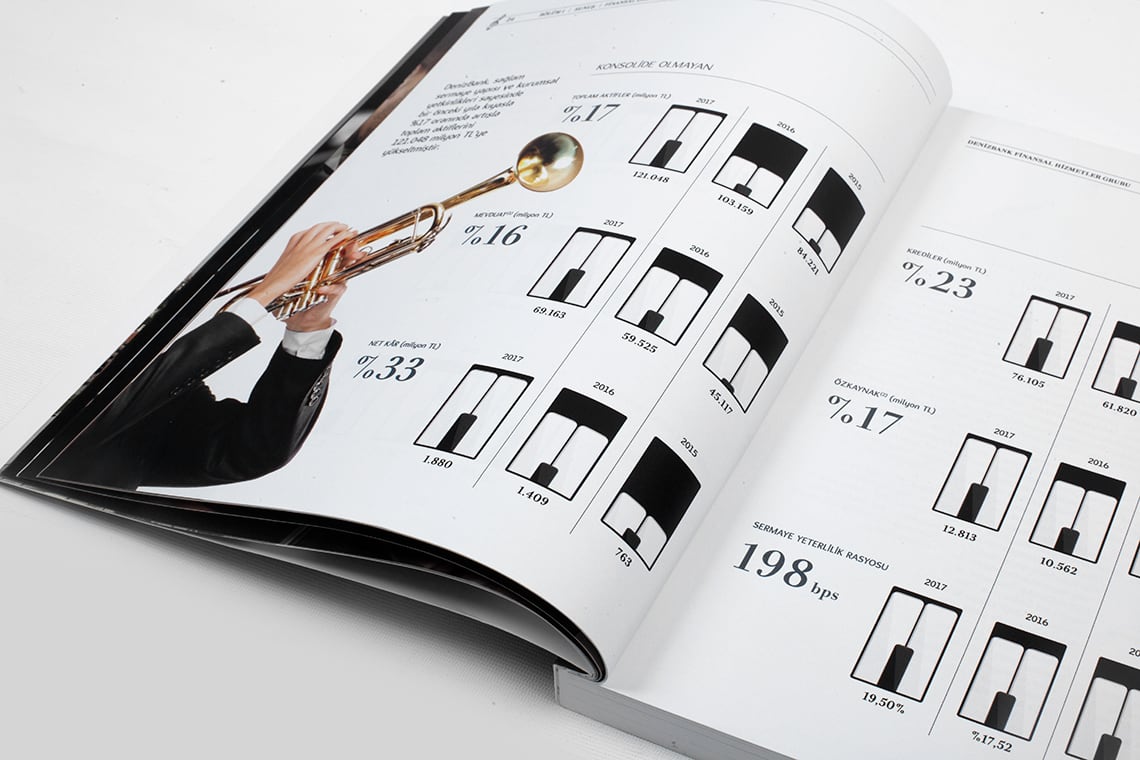 24 BÖLÜM I
KONSOLİDE OLMAYAN
DenizBank, sağlam
sermaye yapısı ve kurumsal
yetkinlikleri sayesinde
bir önceki yıla kıyasla
%17 oranında artışla
toplam aktiflerini
121.048 milyon TL'ye
yükseltmiştir.
TOPLAM AKTİFLER (milyon TL)
%17
2017
2016
2015
121.048
103.159
84.221
MEVDUAT⁽¹⁾ (milyon TL)
%16
2017
2016
2015
69.163
59.525
45.117
NET KÂR (milyon TL)
%33
2017
2016
2015
1.880
1.409
763
DENİZBANK FİNANSAL HİZMETLER GRUBU
KREDİLER (milyon TL)
%23
2017
76.105
61.820
ÖZKAYNAK⁽²⁾ (milyon TL)
%17
2017
2016
12.813
10.562
SERMAYE YETERLİLİK RASYOSU
198 bps
2017
2016
19,50%
%17,52